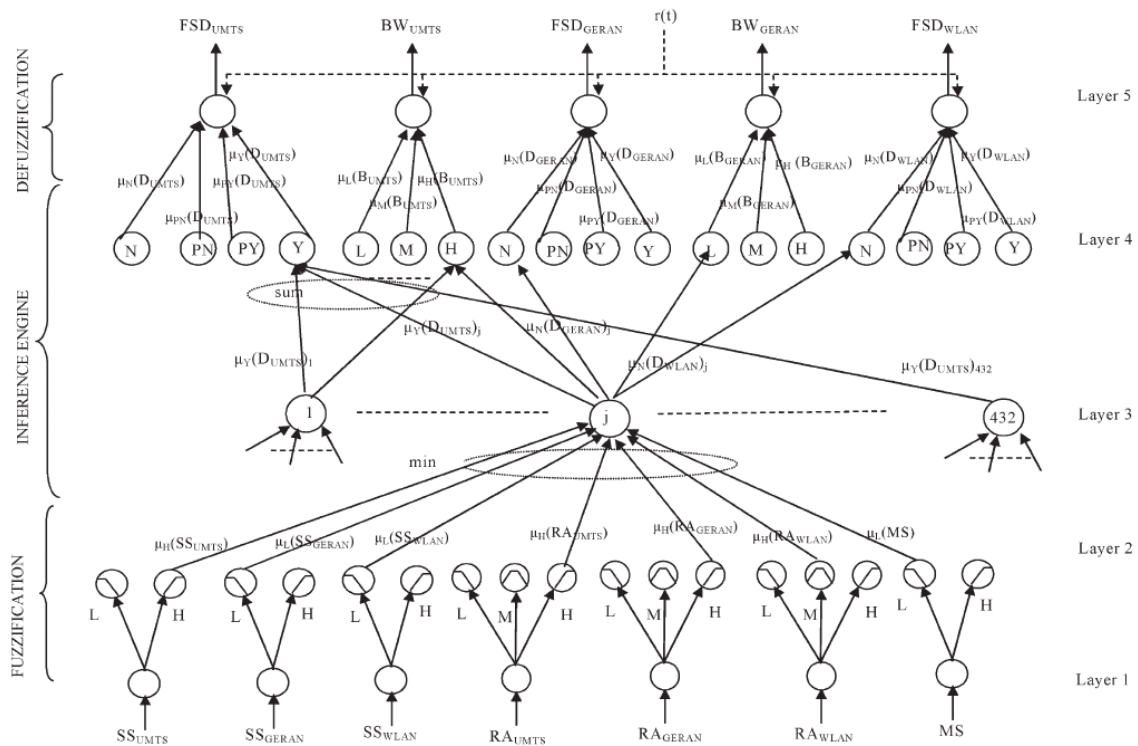 FSD_UMTS BW_UMTS FSD_GERAN r(t) BW_GERAN FSD_WLAN
DEFUZZIFICATION
Layer 5
μ_Y(D_UMTS)
μ_N(D_UMTS) μ_PY(D_UMTS)
μ_PN(D_UMTS)
μ_L(B_UMTS) μ_H(B_UMTS)
μ_M(B_UMTS)
μ_N(D_GERAN) μ_Y(D_GERAN)
μ_PN(D_GERAN)
μ_PY(D_GERAN)
μ_L(B_GERAN) μ_H (B_GERAN)
μ_M(B_GERAN)
μ_N(D_WLAN) μ_Y(D_WLAN)
μ_PN(D_WLAN)
μ_PY(D_WLAN)
N PN PY Y L M H N PN PY Y L M H N PN PY Y
Layer 4
INFERENCE ENGINE
sum
μ_Y(D_UMTS)_1 μ_Y(D_UMTS)_j μ_N(D_GERAN)_j μ_N(D_WLAN)_j μ_Y(D_UMTS)_432
1 j 432
Layer 3
min
FUZZIFICATION
μ_H(SS_UMTS) μ_L(SS_GERAN) μ_L(SS_WLAN) μ_H(RA_UMTS) μ_H(RA_GERAN) μ_H(RA_WLAN) μ_L(MS)
Layer 2
L H L H L H L M H L M H L M H L H
Layer 1
SS_UMTS SS_GERAN SS_WLAN RA_UMTS RA_GERAN RA_WLAN MS